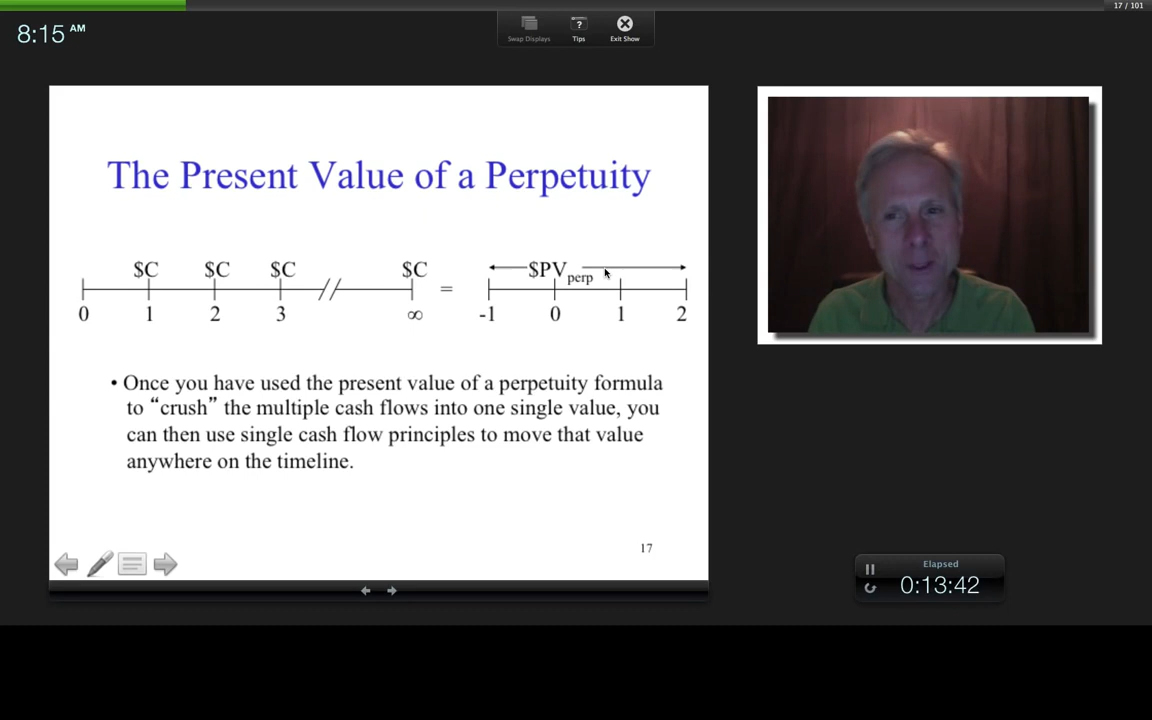 17 / 101
8:15 AM
Swap Displays Tips Exit Show
?
The Present Value of a Perpetuity
$C $C $C $C $PVperp
=
0 1 2 3 ∞ -1 0 1 2
• Once you have used the present value of a perpetuity formula
to “crush” the multiple cash flows into one single value, you
can then use single cash flow principles to move that value
anywhere on the timeline.
17
Elapsed
0:13:42